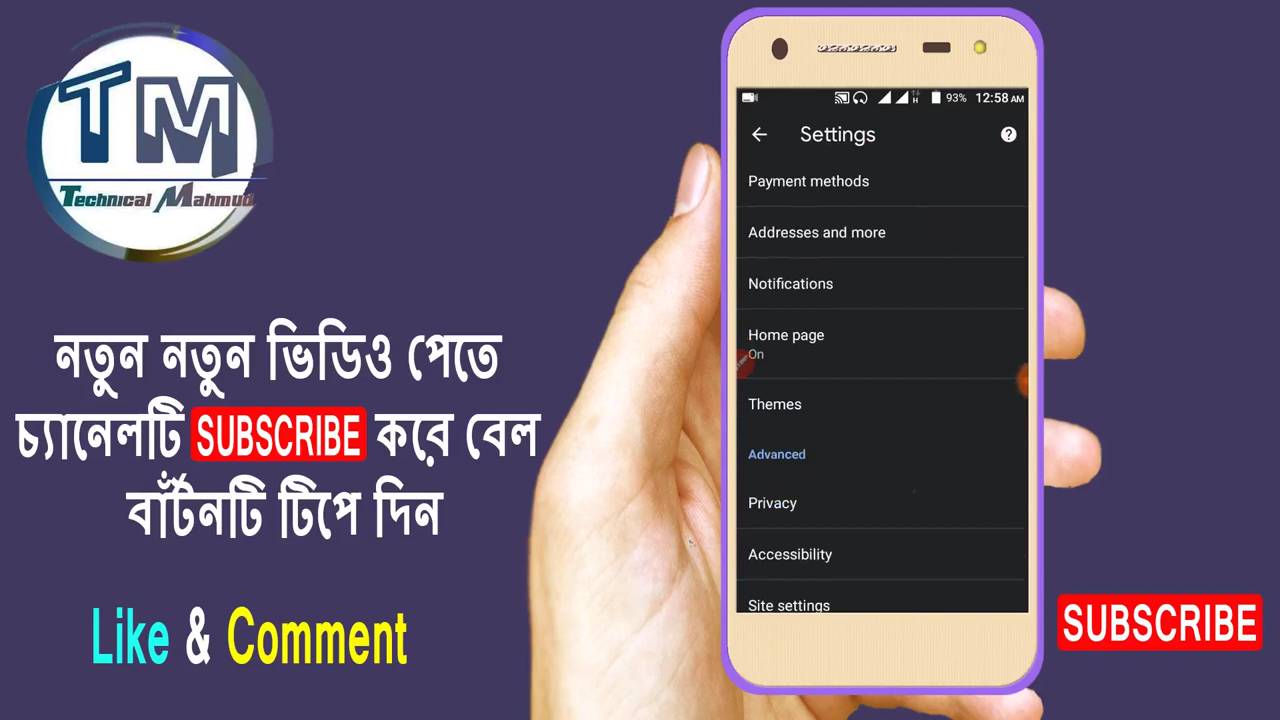 TM
Technical Mahmud
নতুন নতুন ভিডিও পেতে
চ্যানেলটি SUBSCRIBE করে বেল
বাঁটনটি টিপে দিন
Like & Comment
H 93% 12:58 AM
Settings
Payment methods
Addresses and more
Notifications
Home page
On
Themes
Advanced
Privacy
Accessibility
Site settings
SUBSCRIBE